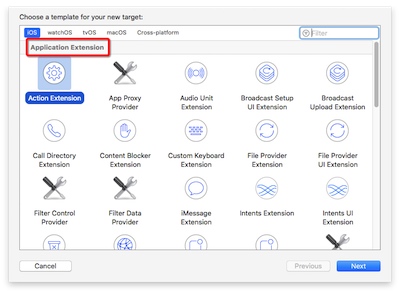 Choose a template for your new target:
iOS watchOS tvOS macOS Cross-platform
Filter
Application Extension
Action Extension
App Proxy
Provider
Audio Unit
Extension
Broadcast Setup
UI Extension
Broadcast
Upload Extension
Call Directory
Extension
Content Blocker
Extension
Custom Keyboard
Extension
File Provider
Extension
File Provider
UI Extension
Filter Control
Provider
Filter Data
Provider
iMessage
Extension
Intents Extension
Intents UI
Extension
Cancel
Previous
Next